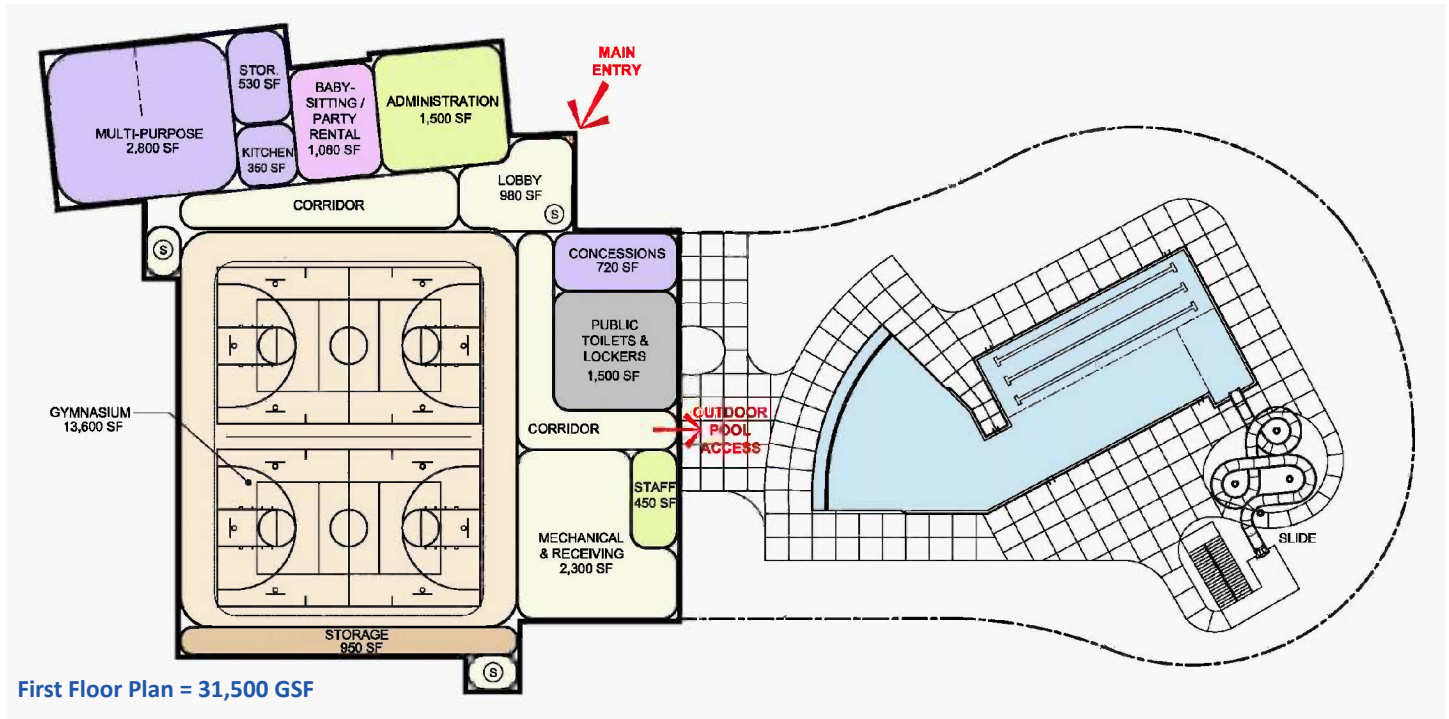 MAIN
ENTRY
STOR.
530 SF
BABY-
SITTING /
PARTY
RENTAL
1,060 SF
ADMINISTRATION
1,500 SF
MULTI-PURPOSE
2,800 SF
KITCHEN
350 SF
LOBBY
980 SF
S
CORRIDOR
S
CONCESSIONS
720 SF
PUBLIC
TOILETS &
LOCKERS
1,500 SF
GYMNASIUM
13,600 SF
CORRIDOR
OUTDOOR
POOL
ACCESS
STAFF
450 SF
MECHANICAL
& RECEIVING
2,300 SF
SLIDE
STORAGE
950 SF
S
First Floor Plan = 31,500 GSF